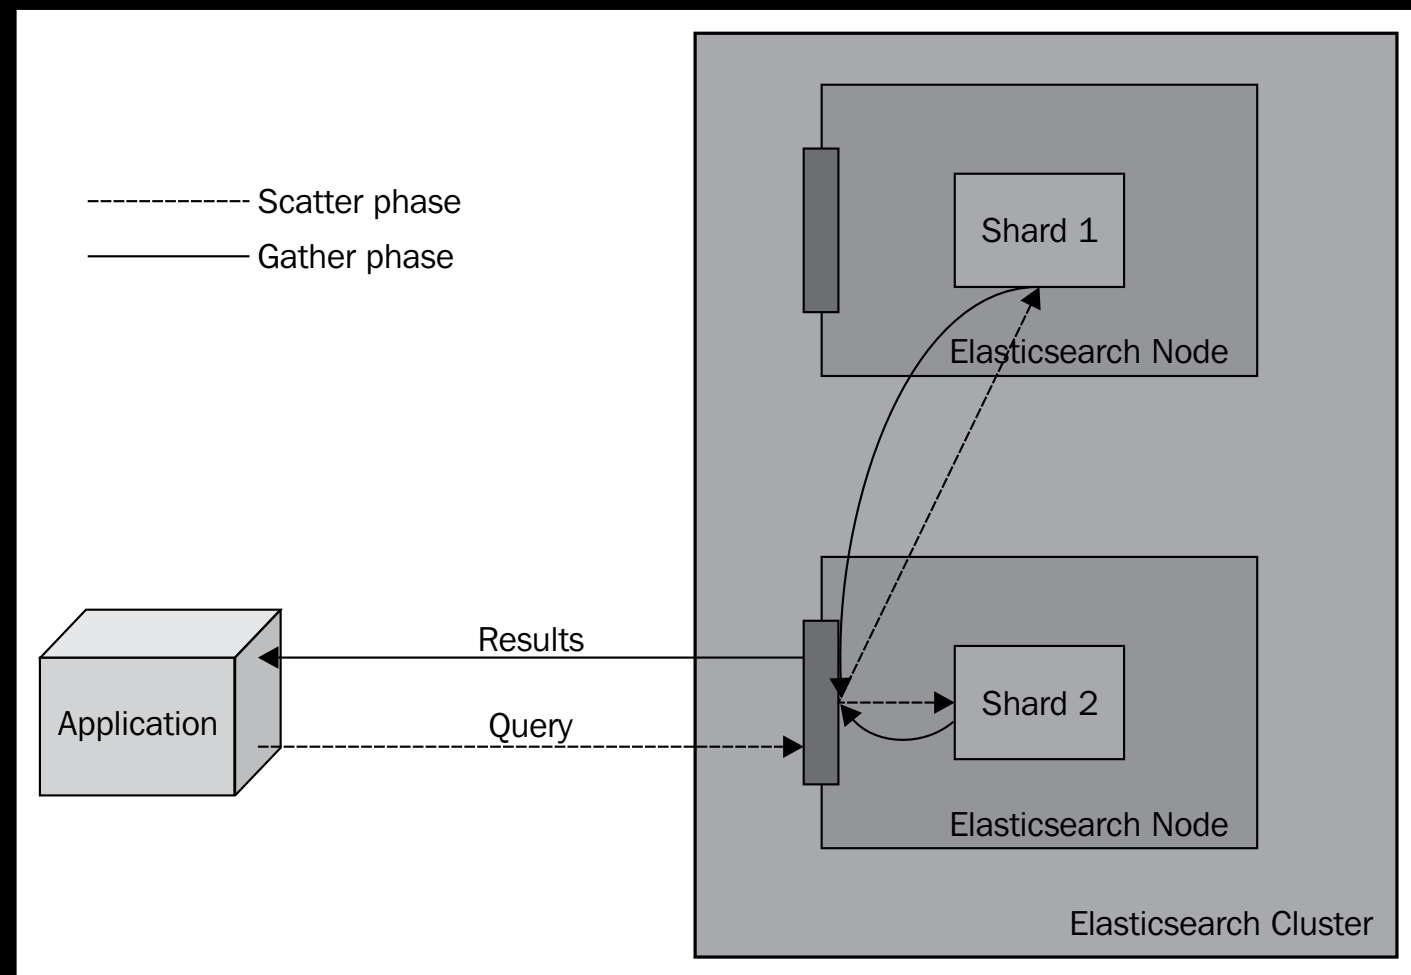 Scatter phase
Gather phase
Shard 1
Elasticsearch Node
Results
Application
Query
Shard 2
Elasticsearch Node
Elasticsearch Cluster